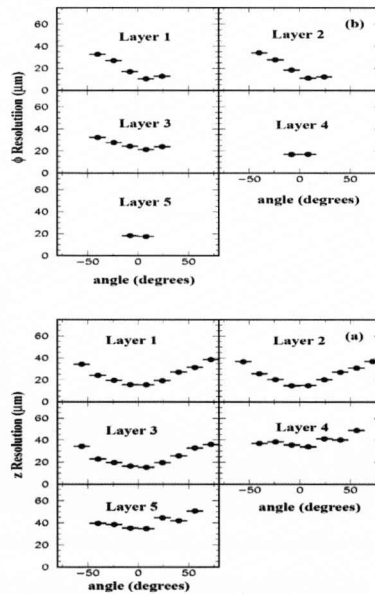 60
40
20
0
Layer 1
Layer 2
(b)
60
40
20
0
Layer 3
Layer 4
60
40
20
0
Layer 5
ϕ Resolutiion (μm)
angle (degrees)
-50 0 50
-50 0 50
angle (degrees)
60
40
20
0
Layer 1
Layer 2
(a)
60
40
20
0
Layer 3
Layer 4
60
40
20
0
Layer 5
z Resolution (μm)
angle (degrees)
-50 0 50
-50 0 50
angle (degrees)